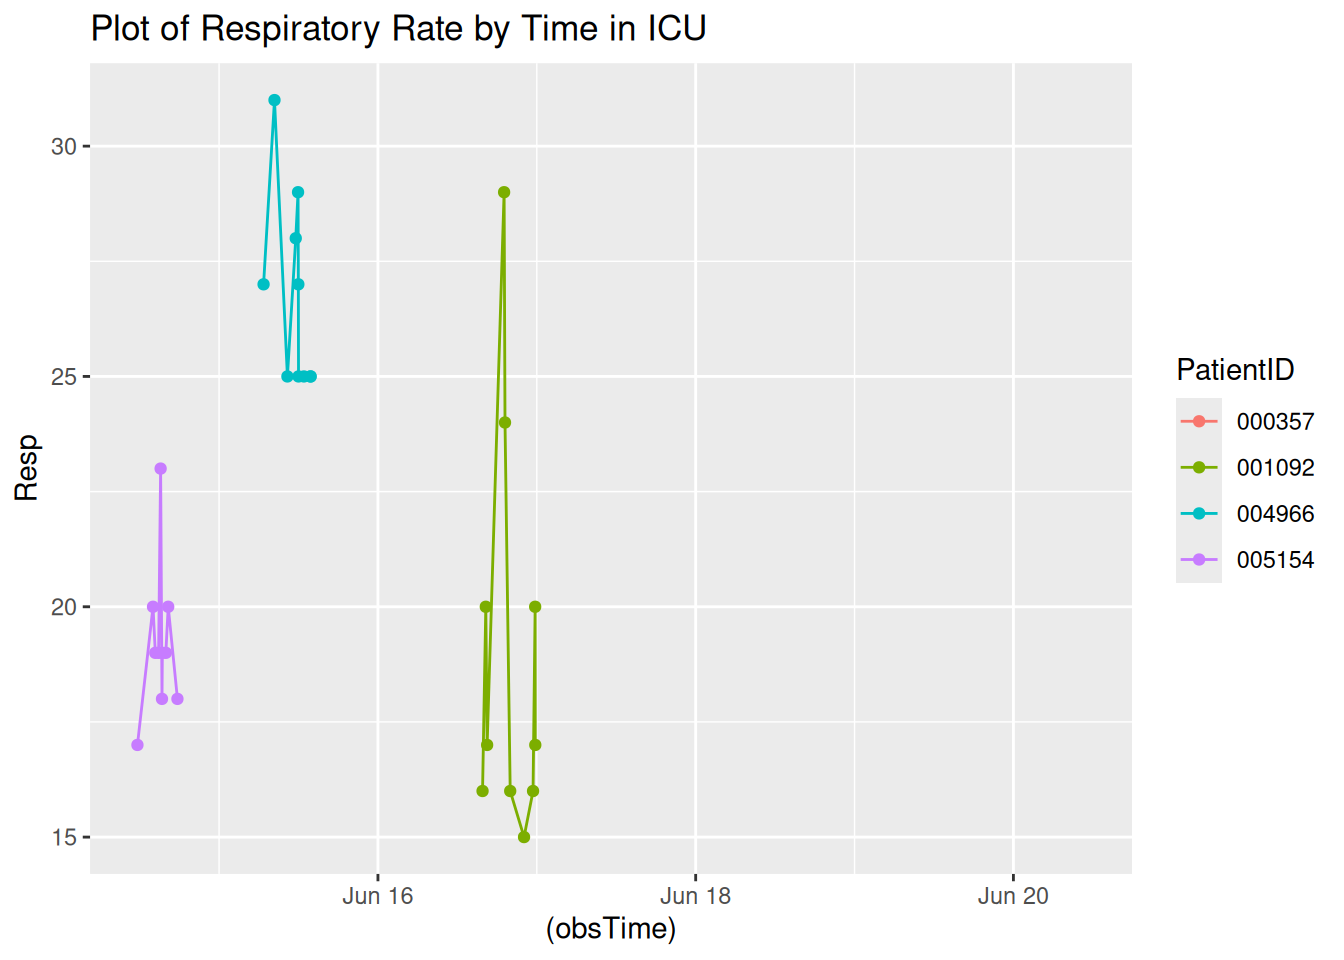 Plot of Respiratory Rate by Time in ICU
30
25
20
15
Resp
Jun 16
Jun 18
Jun 20
(obsTime)
PatientID
000357
001092
004966
005154